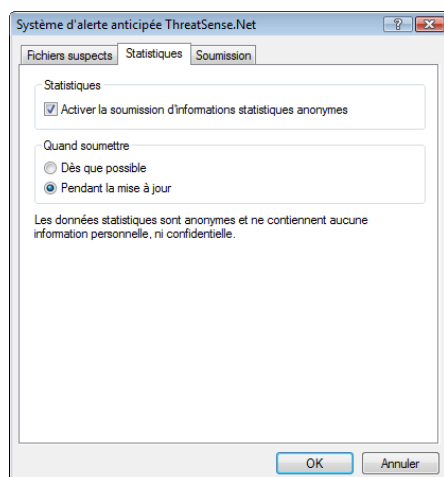 Système d'alerte anticipée ThreatSense.Net
Fichiers suspects Statistiques Soumission
Statistiques
Activer la soumission d'informations statistiques anonymes
Quand soumettre
Dès que possible
Pendant la mise à jour
Les données statistiques sont anonymes et ne contiennent aucune
information personnelle, ni confidentielle.
OK Annuler